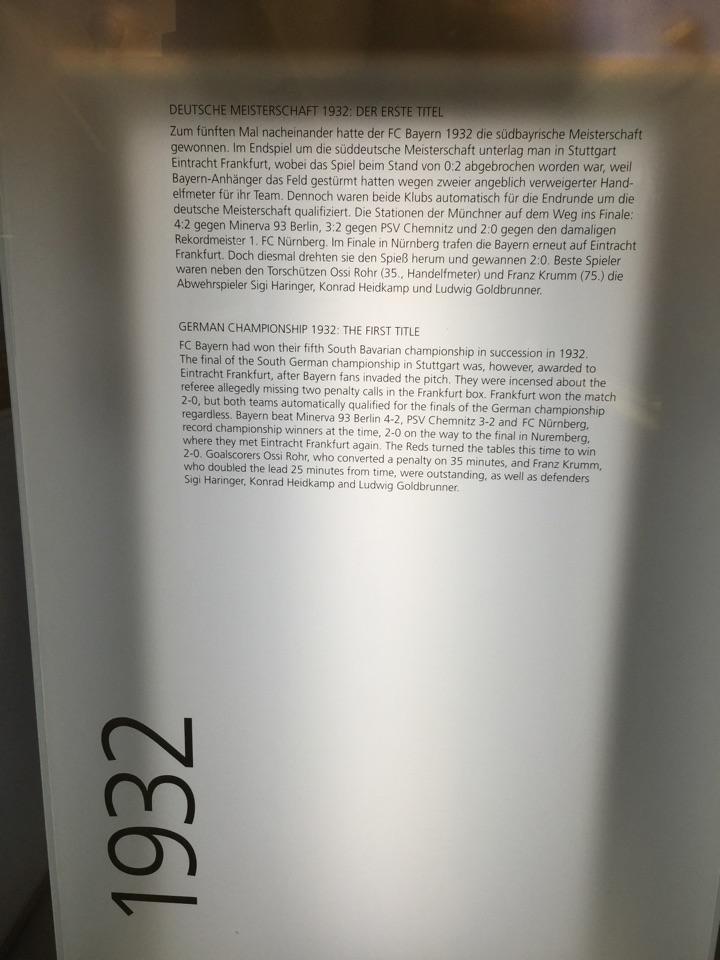 DEUTSCHE MEISTERSCHAFT 1932: DER ERSTE TITEL
Zum fünften Mal nacheinander hatte der FC Bayern 1932 die südbayrische Meisterschaft
gewonnen. Im Endspiel um die süddeutsche Meisterschaft unterlag man in Stuttgart
Eintracht Frankfurt, wobei das Spiel beim Stand von 0:2 abgebrochen worden war, weil
Bayern-Anhänger das Feld gestürmt hatten wegen zweier angeblich verweigerter Hand-
elfmeter für ihr Team. Dennoch waren beide Klubs automatisch für die Endrunde um die
deutsche Meisterschaft qualifiziert. Die Stationen der Münchner auf dem Weg ins Finale:
4:2 gegen Minerva 93 Berlin, 3:2 gegen PSV Chemnitz und 2:0 gegen den damaligen
Rekordmeister 1. FC Nürnberg. Im Finale in Nürnberg trafen die Bayern erneut auf Eintracht
Frankfurt. Doch diesmal drehten sie den Spieß herum und gewannen 2:0. Beste Spieler
waren neben den Torschützen Ossi Rohr (35., Handelfmeter) und Franz Krumm (75.) die
Abwehrspieler Sigi Haringer, Konrad Heidkamp und Ludwig Goldbrunner.
GERMAN CHAMPIONSHIP 1932: THE FIRST TITLE
FC Bayern had won their fifth South Bavarian championship in succession in 1932.
The final of the South German championship in Stuttgart was, however, awarded to
Eintracht Frankfurt, after Bayern fans invaded the pitch. They were incensed about the
referee allegedly missing two penalty calls in the Frankfurt box. Frankfurt won the match
2-0, but both teams automatically qualified for the finals of the German championship
regardless. Bayern beat Minerva 93 Berlin 4-2, PSV Chemnitz 3-2 and FC Nürnberg,
record championship winners at the time, 2-0 on the way to the final in Nuremberg,
where they met Eintracht Frankfurt again. The Reds turned the tables this time to win
2-0. Goalscorers Ossi Rohr, who converted a penalty on 35 minutes, and Franz Krumm,
who doubled the lead 25 minutes from time, were outstanding, as well as defenders
Sigi Haringer, Konrad Heidkamp and Ludwig Goldbrunner.
1932